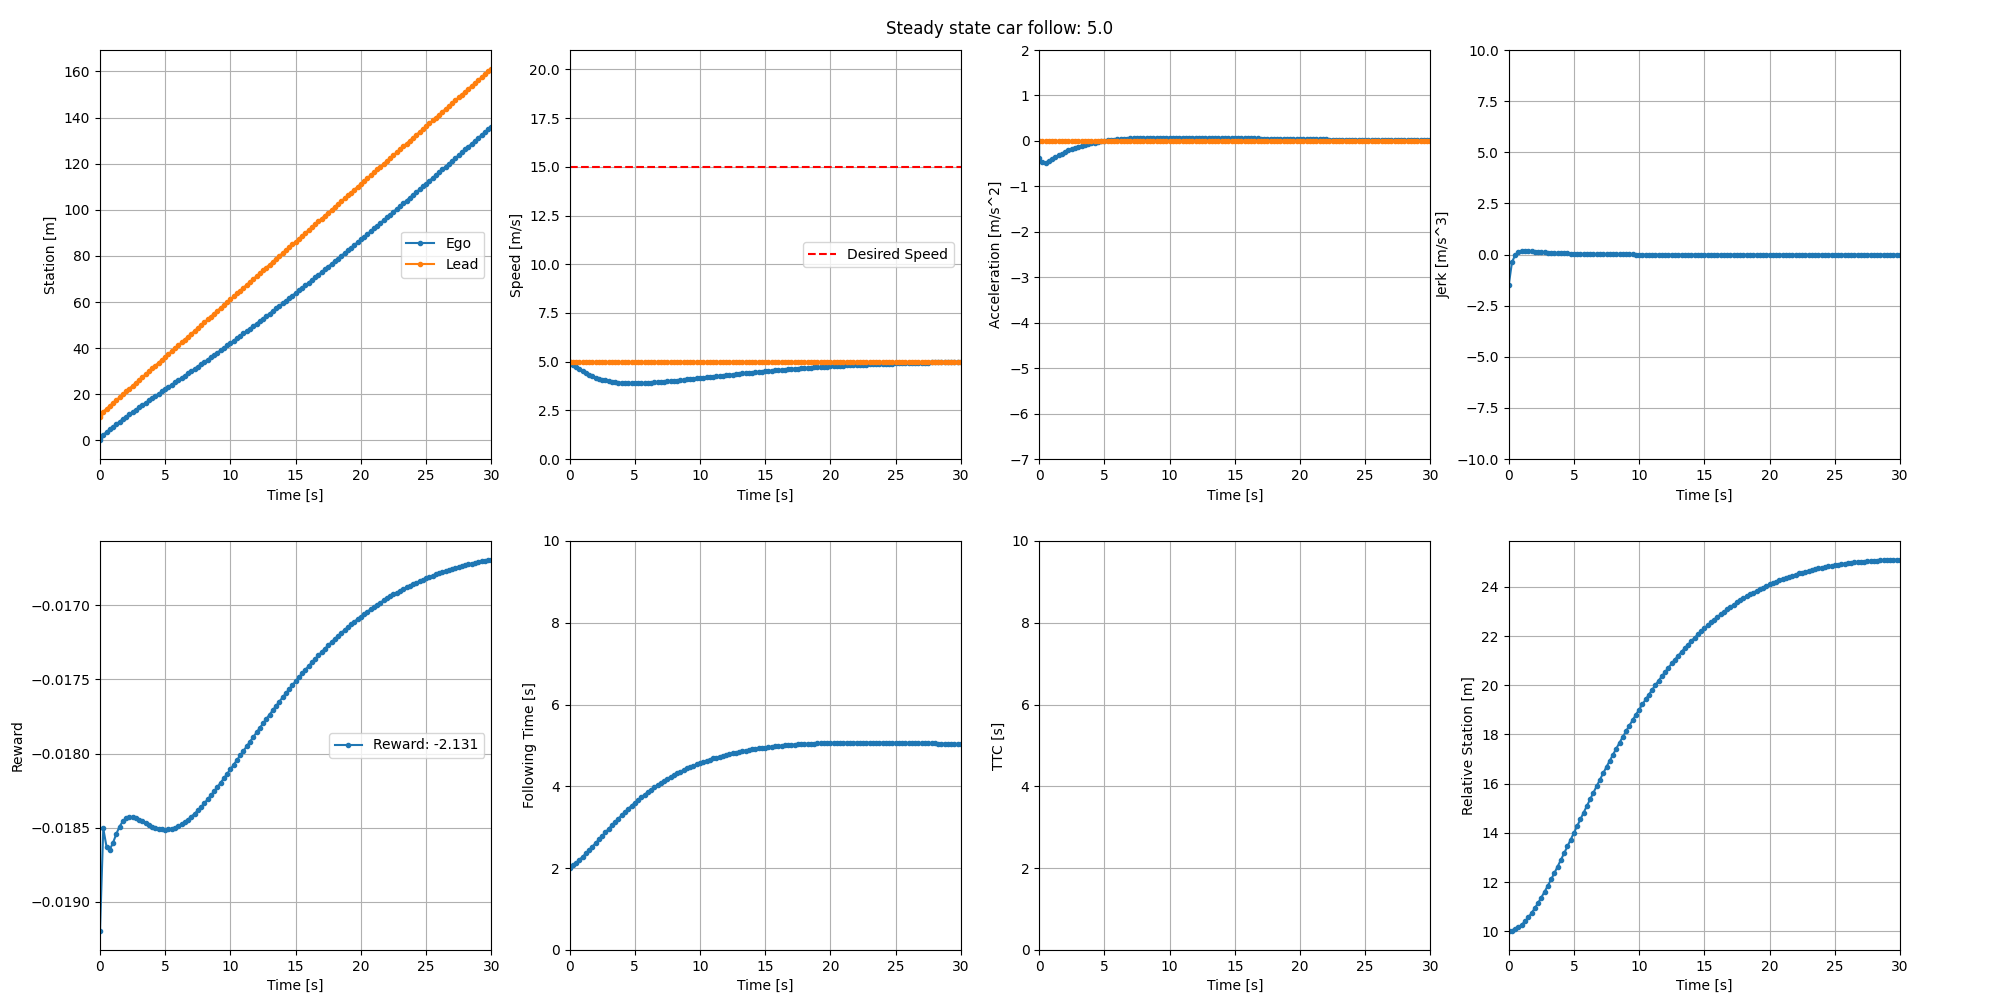 Steady state car follow: 5.0
Station [m]
160
140
120
100
80
60
40
20
0
Ego
Lead
0 5 10 15 20 25 30
Time [s]
Speed [m/s]
20.0
17.5
15.0
12.5
10.0
7.5
5.0
2.5
0.0
Desired Speed
0 5 10 15 20 25 30
Time [s]
Acceleration [m/s^2]
2
1
0
−1
−2
−3
−4
−5
−6
−7
0 5 10 15 20 25 30
Time [s]
Jerk [m/s^3]
10.0
7.5
5.0
2.5
0.0
−2.5
−5.0
−7.5
−10.0
0 5 10 15 20 25 30
Time [s]
Reward
−0.0170
−0.0175
−0.0180
−0.0185
−0.0190
Reward: -2.131
0 5 10 15 20 25 30
Time [s]
Following Time [s]
10
8
6
4
2
0
0 5 10 15 20 25 30
Time [s]
TTC [s]
10
8
6
4
2
0
0 5 10 15 20 25 30
Time [s]
Relative Station [m]
24
22
20
18
16
14
12
10
0 5 10 15 20 25 30
Time [s]